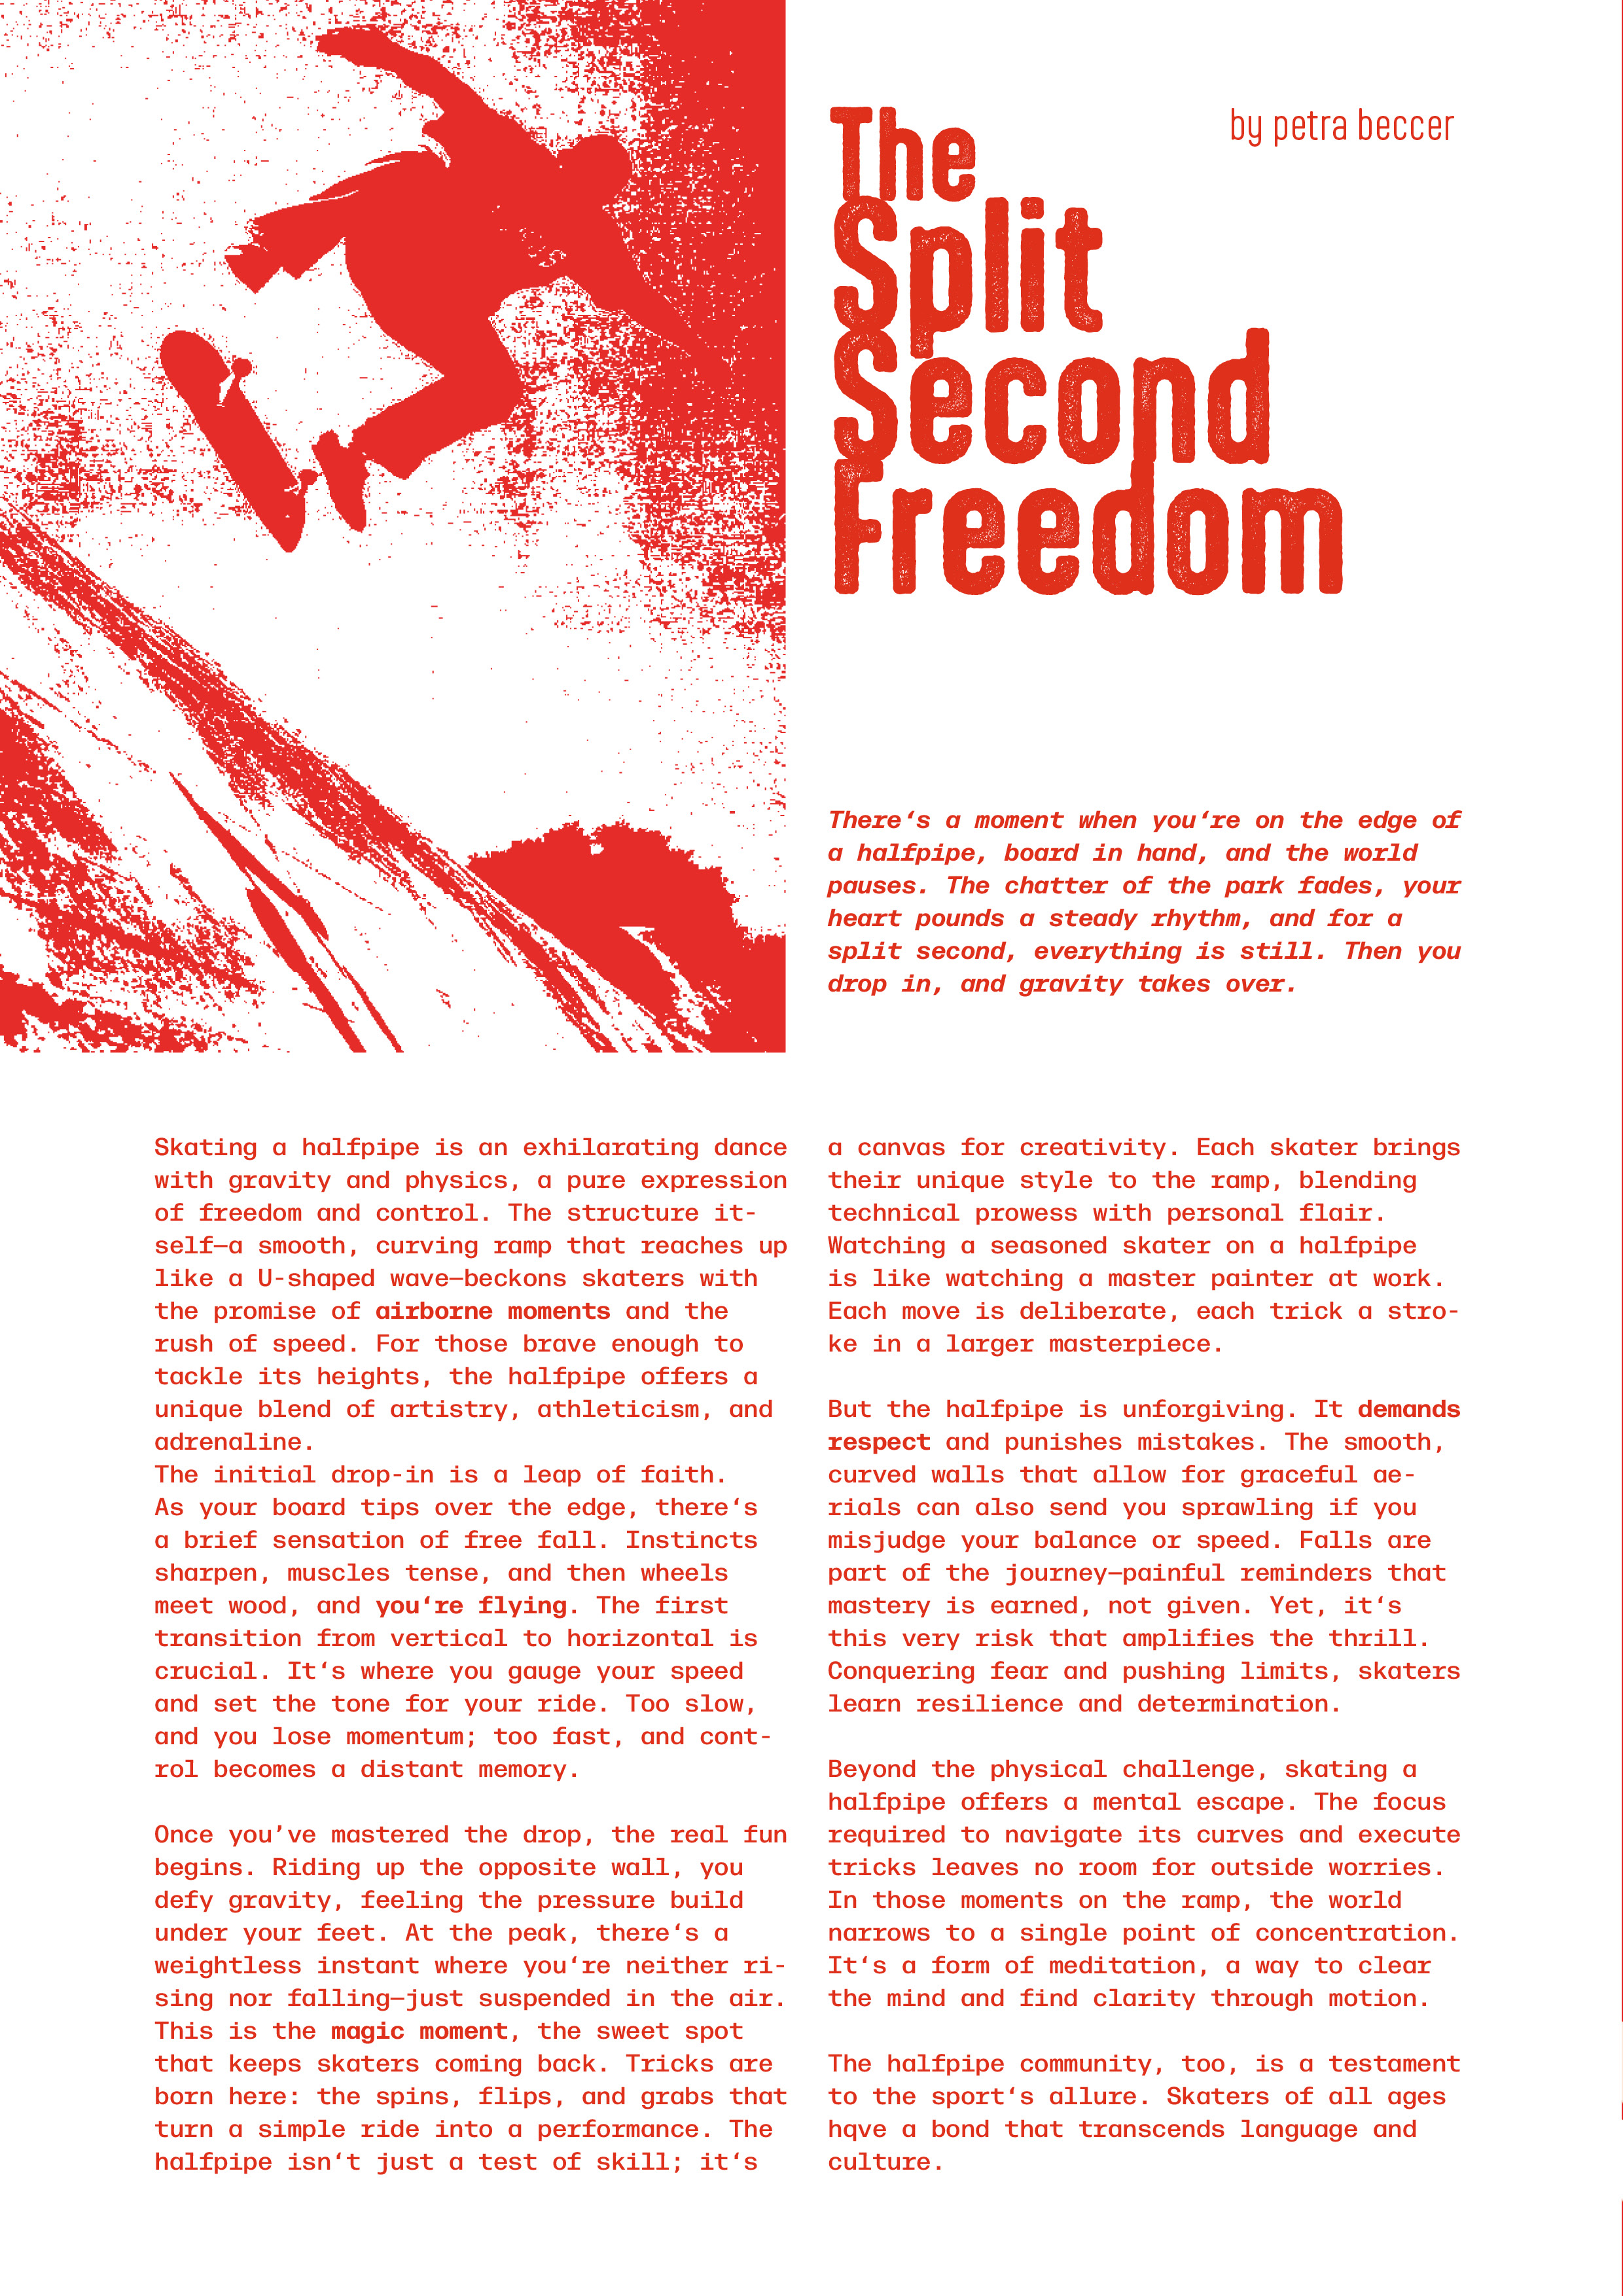 The
Split
Second
Freedom
by petra beccer
There‘s a moment when you‘re on the edge of
a halfpipe, board in hand, and the world
pauses. The chatter of the park fades, your
heart pounds a steady rhythm, and for a
split second, everything is still. Then you
drop in, and gravity takes over.
Skating a halfpipe is an exhilarating dance
with gravity and physics, a pure expression
of freedom and control. The structure it-
self—a smooth, curving ramp that reaches up
like a U-shaped wave—beckons skaters with
the promise of airborne moments and the
rush of speed. For those brave enough to
tackle its heights, the halfpipe offers a
unique blend of artistry, athleticism, and
adrenaline.
The initial drop-in is a leap of faith.
As your board tips over the edge, there‘s
a brief sensation of free fall. Instincts
sharpen, muscles tense, and then wheels
meet wood, and you‘re flying. The first
transition from vertical to horizontal is
crucial. It‘s where you gauge your speed
and set the tone for your ride. Too slow,
and you lose momentum; too fast, and cont-
rol becomes a distant memory.
Once you’ve mastered the drop, the real fun
begins. Riding up the opposite wall, you
defy gravity, feeling the pressure build
under your feet. At the peak, there‘s a
weightless instant where you‘re neither ri-
sing nor falling—just suspended in the air.
This is the magic moment, the sweet spot
that keeps skaters coming back. Tricks are
born here: the spins, flips, and grabs that
turn a simple ride into a performance. The
halfpipe isn‘t just a test of skill; it‘s
a canvas for creativity. Each skater brings
their unique style to the ramp, blending
technical prowess with personal flair.
Watching a seasoned skater on a halfpipe
is like watching a master painter at work.
Each move is deliberate, each trick a stro-
ke in a larger masterpiece.
But the halfpipe is unforgiving. It demands
respect and punishes mistakes. The smooth,
curved walls that allow for graceful ae-
rials can also send you sprawling if you
misjudge your balance or speed. Falls are
part of the journey—painful reminders that
mastery is earned, not given. Yet, it‘s
this very risk that amplifies the thrill.
Conquering fear and pushing limits, skaters
learn resilience and determination.
Beyond the physical challenge, skating a
halfpipe offers a mental escape. The focus
required to navigate its curves and execute
tricks leaves no room for outside worries.
In those moments on the ramp, the world
narrows to a single point of concentration.
It‘s a form of meditation, a way to clear
the mind and find clarity through motion.
The halfpipe community, too, is a testament
to the sport‘s allure. Skaters of all ages
hqve a bond that transcends language and
culture.